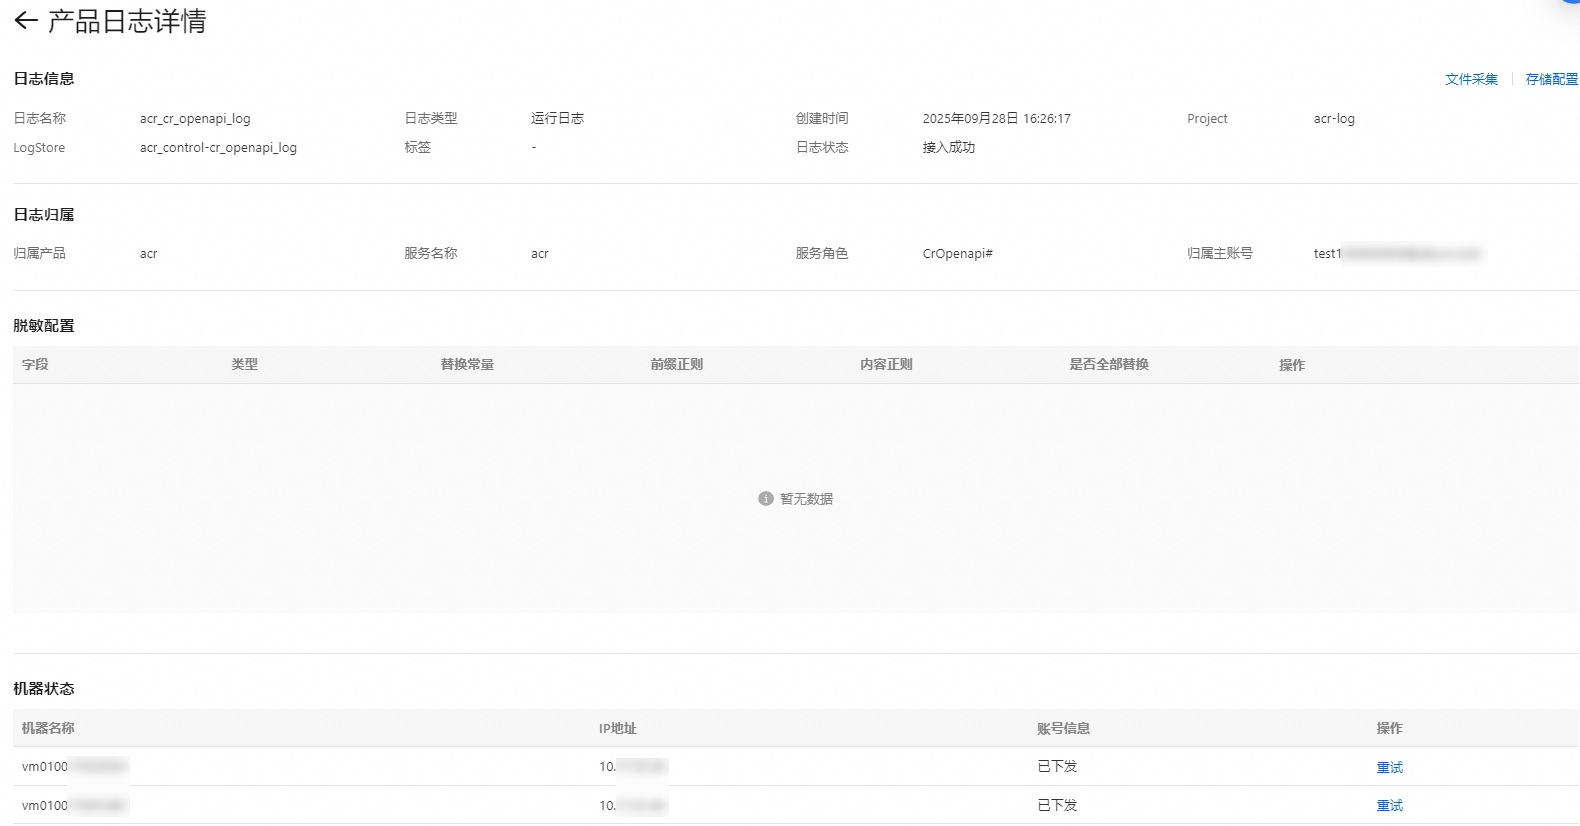 产品日志详情
日志信息 文件采集 存储配置
日志名称 acr_cr_openapi_log 日志类型 运行日志 创建时间 2025年09月28日 16:26:17 Project acr-log
LogStore acr_control-cr_openapi_log 标签 - 日志状态 接入成功
日志归属
归属产品 acr 服务名称 acr 服务角色 CrOpenapi# 归属主账号 test1
脱敏配置
字段 类型 替换常量 前缀正则 内容正则 是否全部替换 操作
暂无数据
机器状态
机器名称 IP地址 账号信息 操作
vm0100 10. 已下发 重试
vm0100 10. 已下发 重试